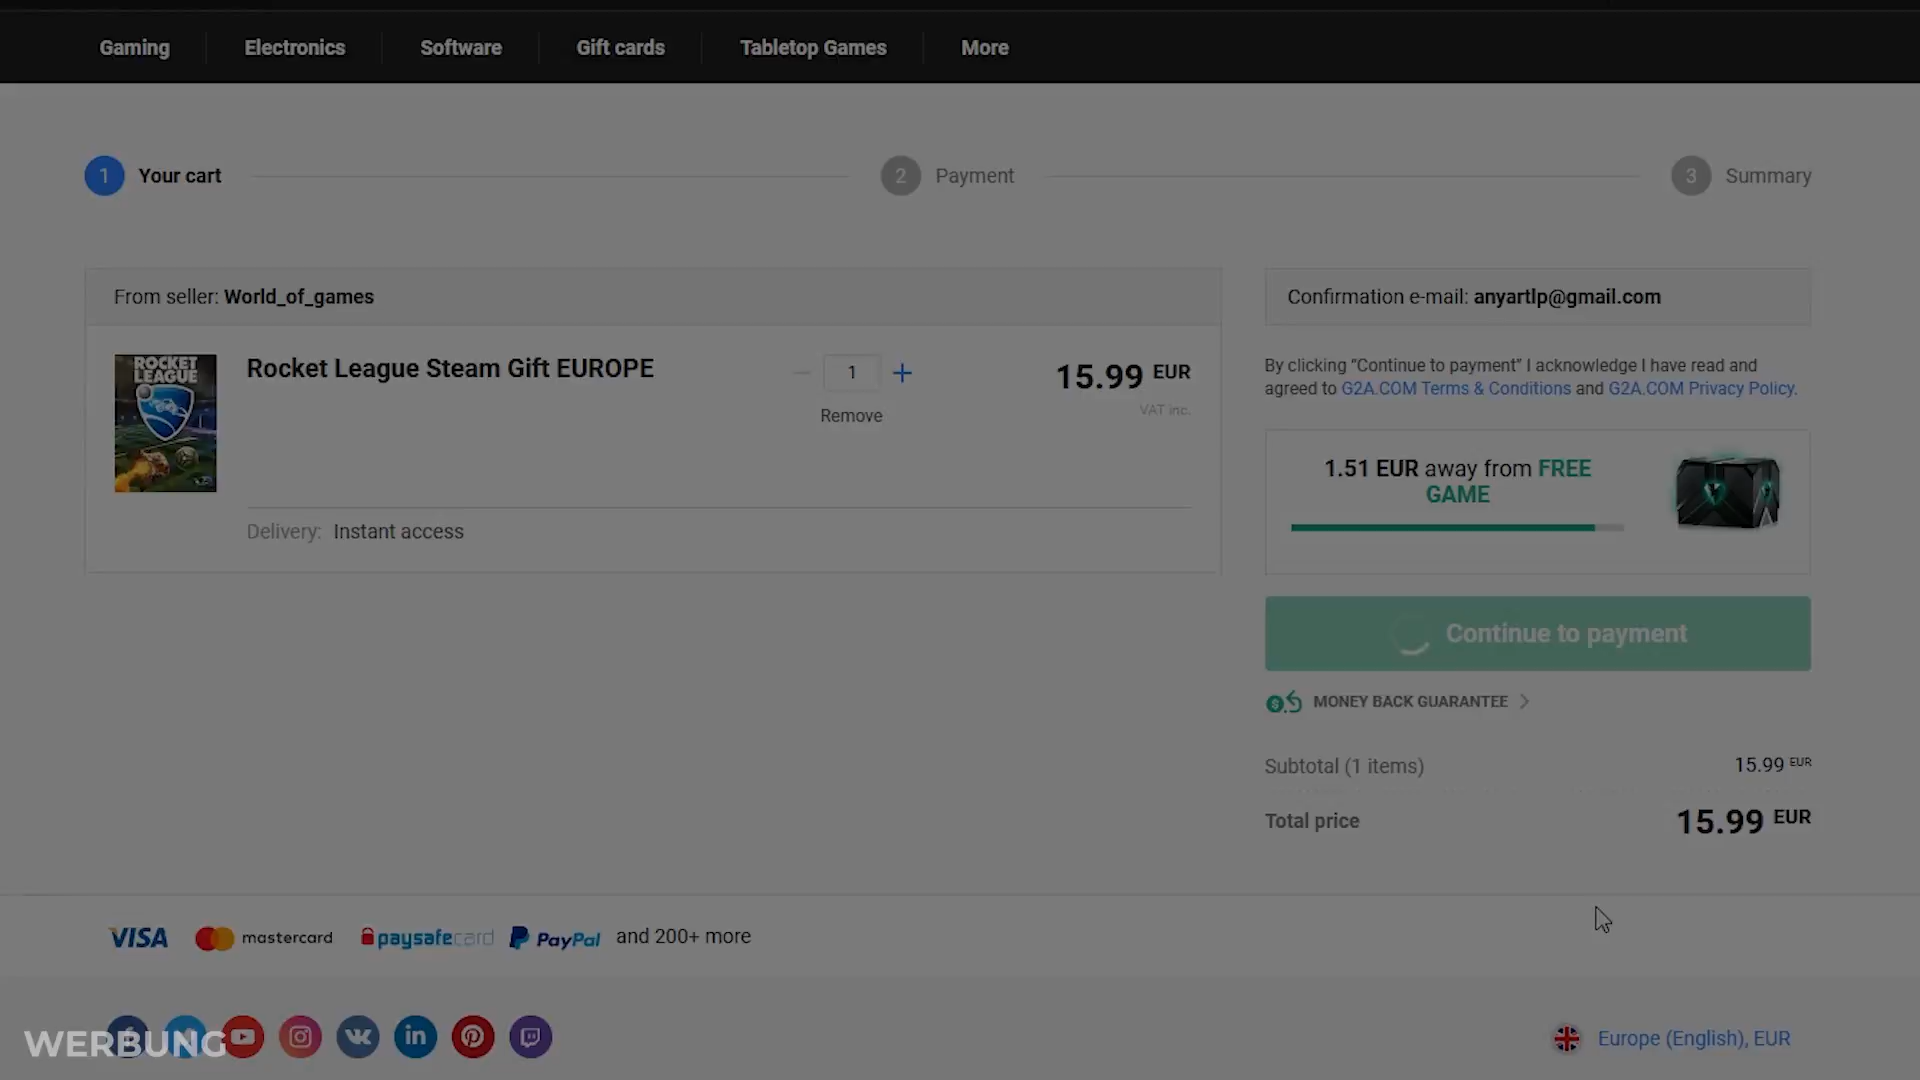 Gaming
Electronics
Software
Gift cards
Tabletop Games
More
1
Your cart
2
Payment
3
Summary
From seller: World_of_games
ROCKET
LEAGUE
Rocket League Steam Gift EUROPE
1
Remove
15.99 EUR
VAT inc.
Delivery: Instant access
Confirmation e-mail: anyartlp@gmail.com
By clicking “Continue to payment” I acknowledge I have read and
agreed to G2A.COM Terms & Conditions and G2A.COM Privacy Policy.
1.51 EUR away from FREE
GAME
Continue to payment
MONEY BACK GUARANTEE
Subtotal (1 items)
15.99 EUR
Total price
15.99 EUR
VISA
mastercard
paysafecard
PayPal
and 200+ more
WERBUNG
Europe (English), EUR